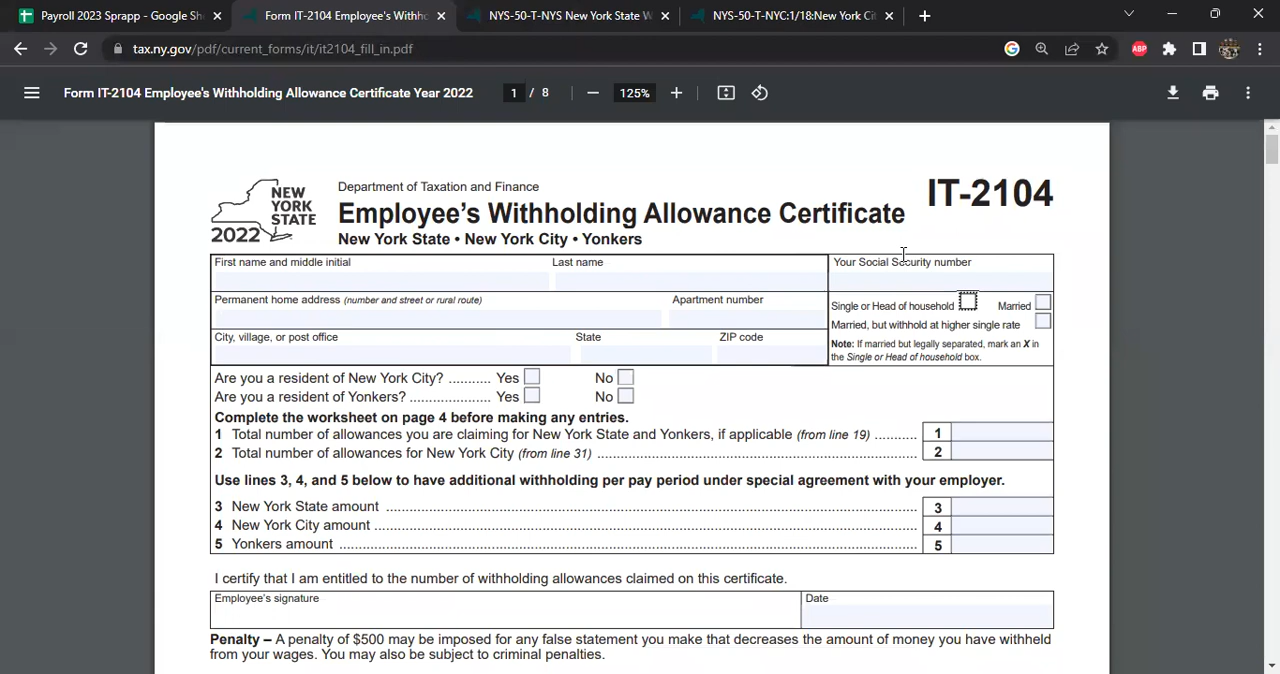 Payroll 2023 Sprapp - Google Sh
Form IT-2104 Employee's Withho
NYS-50-T-NYS New York State W
NYS-50-T-NYC:1/18:New York Cit
tax.ny.gov/pdf/current_forms/it/it2104_fill_in.pdf
ABP
Form IT-2104 Employee's Withholding Allowance Certificate Year 2022
1 / 8
125%
NEW
YORK
STATE
2022
Department of Taxation and Finance
Employee's Withholding Allowance Certificate
New York State • New York City • Yonkers
IT-2104
First name and middle initial
Last name
Your Social Security number
Permanent home address (number and street or rural route)
Apartment number
Single or Head of household
Married
Married, but withhold at higher single rate
City, village, or post office
State
ZIP code
Note: If married but legally separated, mark an X in
the Single or Head of household box.
Are you a resident of New York City? ........... Yes No
Are you a resident of Yonkers? ..................... Yes No
Complete the worksheet on page 4 before making any entries.
1 Total number of allowances you are claiming for New York State and Yonkers, if applicable (from line 19) .......... 1
2 Total number of allowances for New York City (from line 31) .......... 2
Use lines 3, 4, and 5 below to have additional withholding per pay period under special agreement with your employer.
3 New York State amount .......... 3
4 New York City amount .......... 4
5 Yonkers amount .......... 5
I certify that I am entitled to the number of withholding allowances claimed on this certificate.
Employee's signature
Date
Penalty – A penalty of $500 may be imposed for any false statement you make that decreases the amount of money you have withheld
from your wages. You may also be subject to criminal penalties.